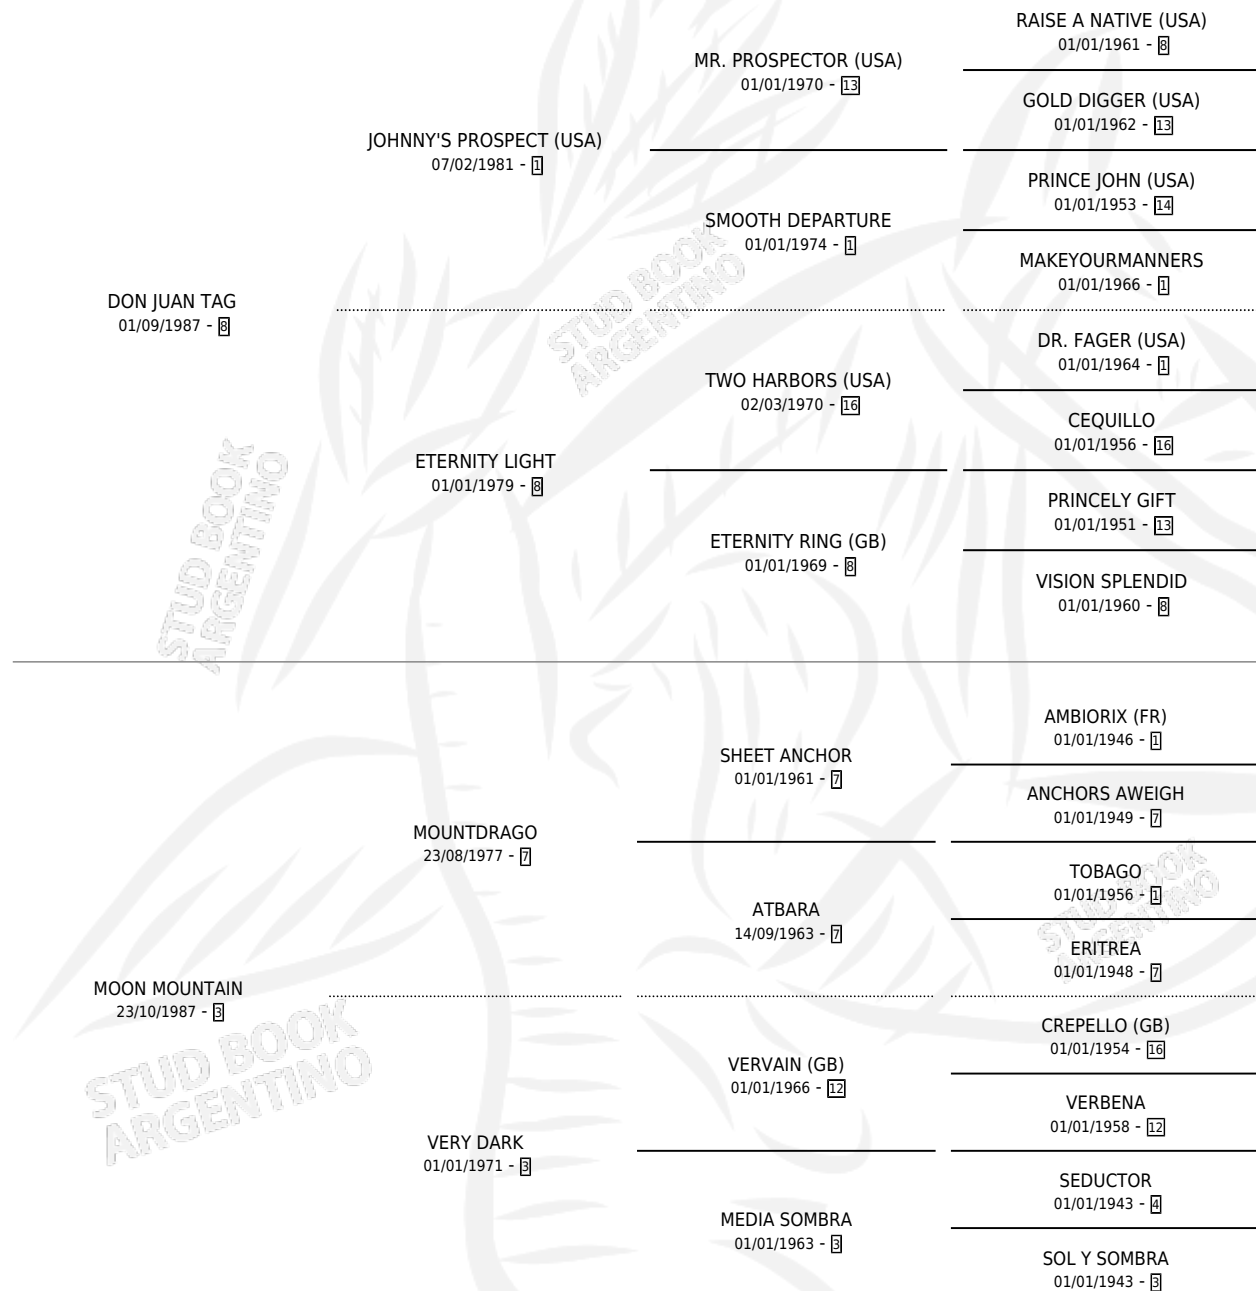 RAISE A NATIVE (USA)
01/01/1961 - 8
MR. PROSPECTOR (USA)
01/01/1970 - 13
GOLD DIGGER (USA)
01/01/1962 - 13
JOHNNY'S PROSPECT (USA)
07/02/1981 - 1
PRINCE JOHN (USA)
01/01/1953 - 14
SMOOTH DEPARTURE
01/01/1974 - 1
MAKEYOURMANNERS
01/01/1966 - 1
DON JUAN TAG
01/09/1987 - 8
DR. FAGER (USA)
01/01/1964 - 1
TWO HARBORS (USA)
02/03/1970 - 16
CEQUILLO
01/01/1956 - 16
ETERNITY LIGHT
01/01/1979 - 8
PRINCELY GIFT
01/01/1951 - 13
ETERNITY RING (GB)
01/01/1969 - 8
VISION SPLENDID
01/01/1960 - 8
AMBIORIX (FR)
01/01/1946 - 1
SHEET ANCHOR
01/01/1961 - 7
ANCHORS AWEIGH
01/01/1949 - 7
MOUNTDRAGO
23/08/1977 - 7
TOBAGO
01/01/1956 - 1
ATBARA
14/09/1963 - 7
ERITREA
01/01/1948 - 7
MOON MOUNTAIN
23/10/1987 - 3
CREPELLO (GB)
01/01/1954 - 16
VERVAIN (GB)
01/01/1966 - 12
VERBENA
01/01/1958 - 12
VERY DARK
01/01/1971 - 3
SEDUCTOR
01/01/1943 - 4
MEDIA SOMBRA
01/01/1963 - 3
SOL Y SOMBRA
01/01/1943 - 3
STUD BOOK
ARGENTINO
STUD BOOK
ARGENTINO
STUD BOOK
ARGENTINO
STUD BOOK
ARGENTINO